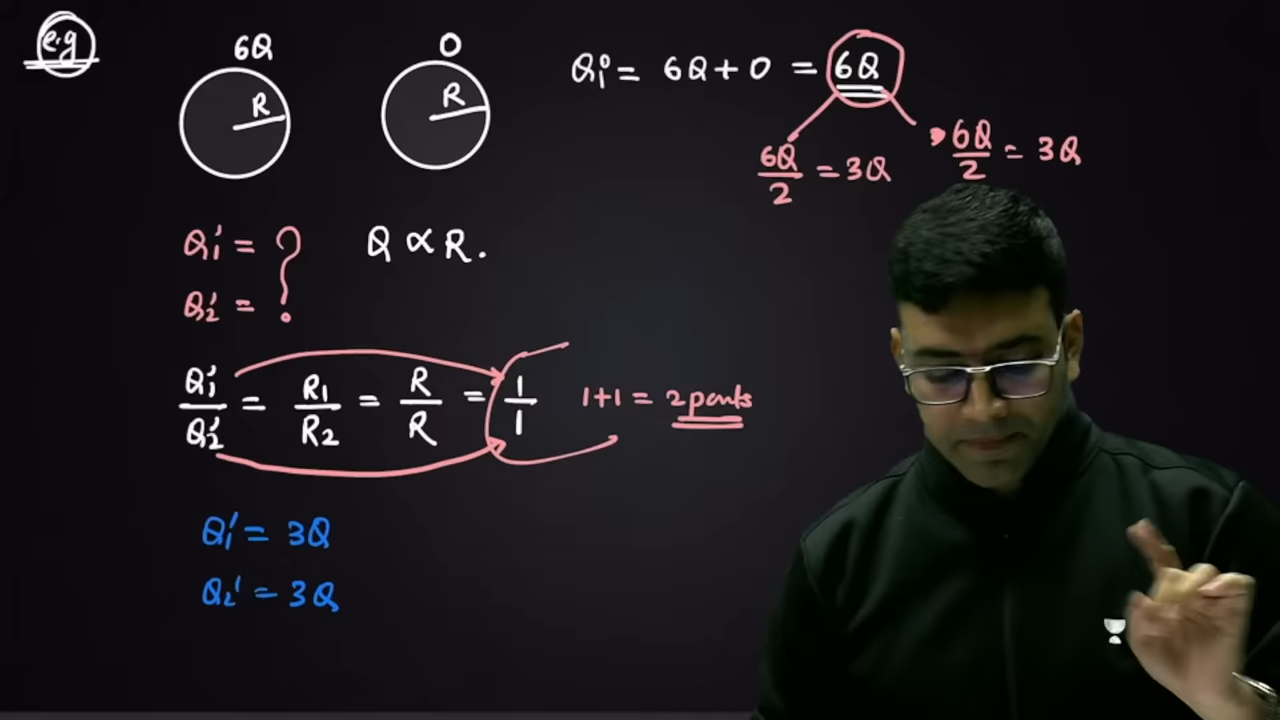 e.g
6Q
0
R
R
Qi = 6Q + 0 = 6Q
6Q/2 = 3Q
6Q/2 = 3Q
Q₁' = ?
Q₂' =
Q ∝ R.
Q₁'/Q₂' = R₁/R₂ = R/R = 1/1
1+1 = 2 parts
Q₁' = 3Q
Q₂' = 3Q